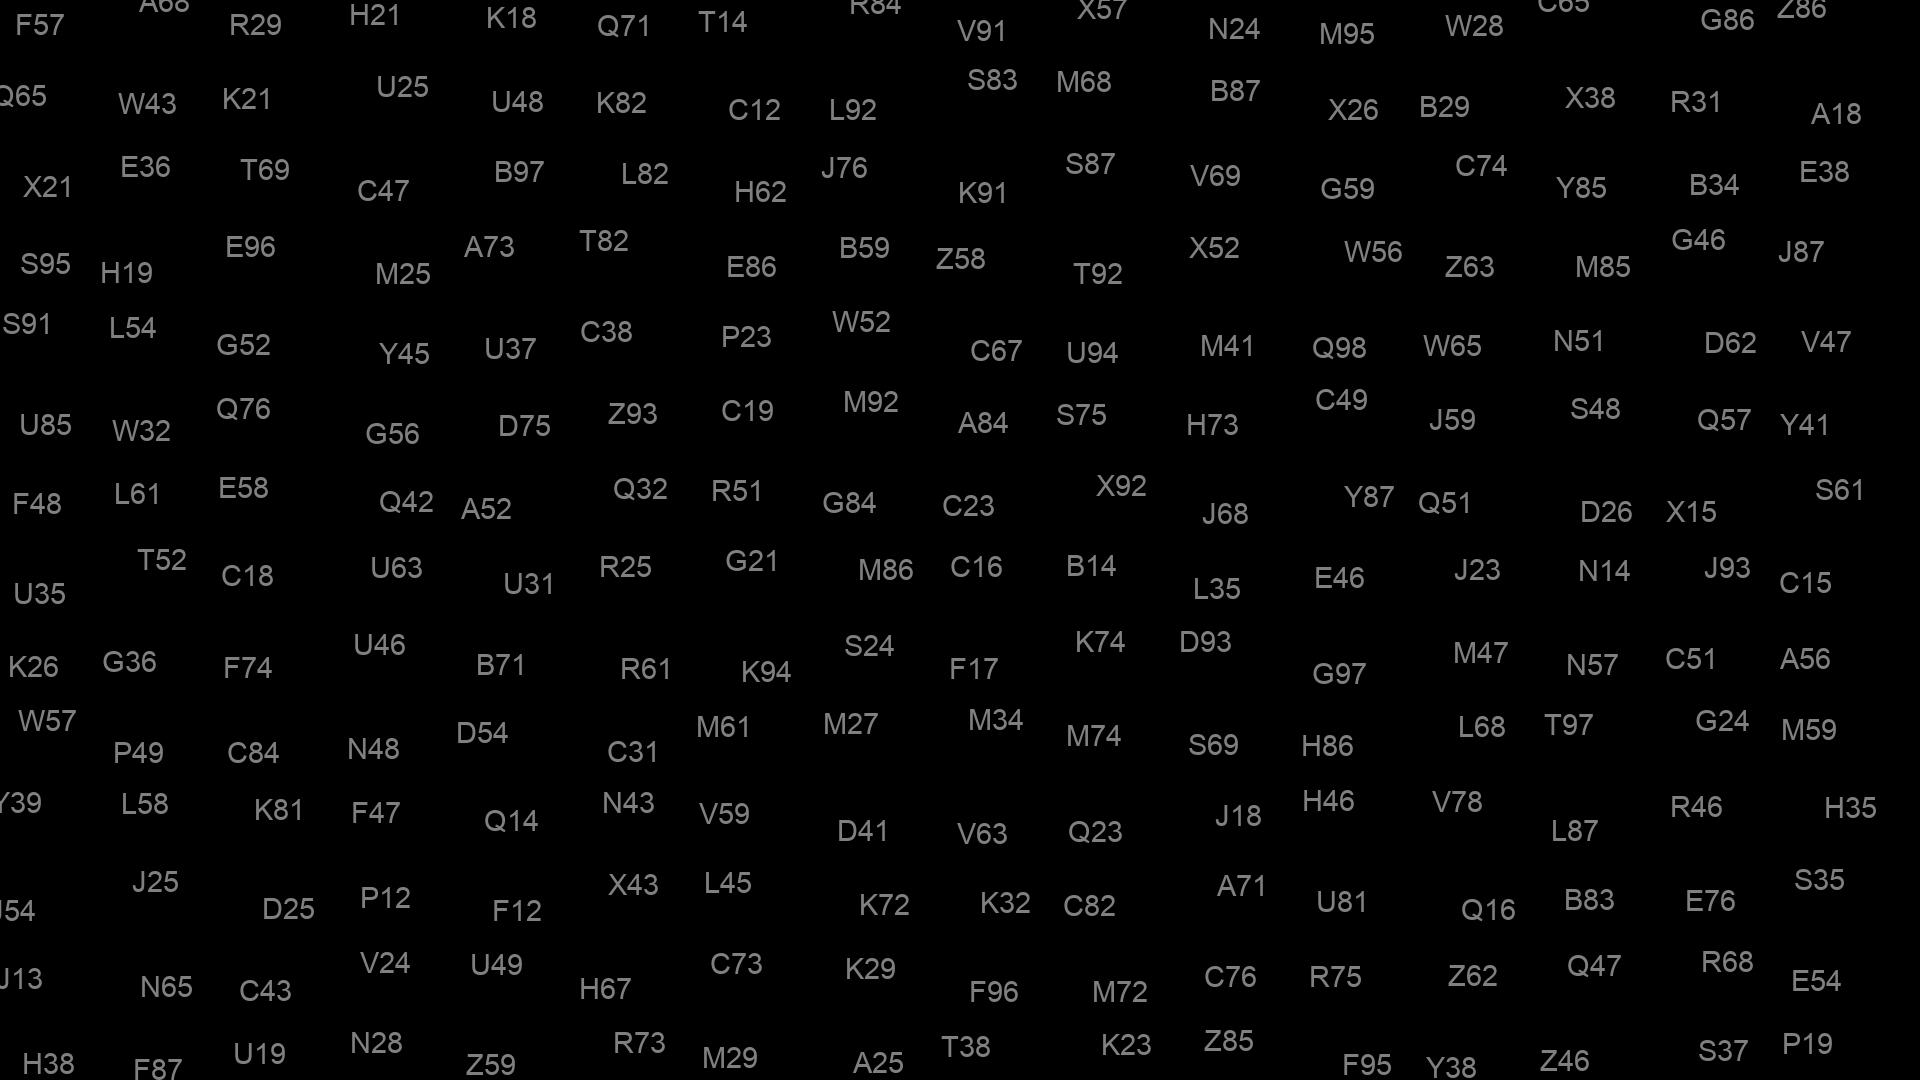 F57 A68 R29 H21 K18 Q71 T14 R84 V91 X57 N24 M95 W28 C65 G86 Z86
Q65 W43 K21 U25 U48 K82 C12 L92 S83 M68 B87 X26 B29 X38 R31 A18
X21 E36 T69 C47 B97 L82 H62 J76 K91 S87 V69 G59 C74 Y85 B34 E38
S95 H19 E96 M25 A73 T82 E86 B59 Z58 T92 X52 W56 Z63 M85 G46 J87
S91 L54 G52 Y45 U37 C38 P23 W52 C67 U94 M41 Q98 W65 N51 D62 V47
U85 W32 Q76 G56 D75 Z93 C19 M92 A84 S75 H73 C49 J59 S48 Q57 Y41
F48 L61 E58 Q42 A52 Q32 R51 G84 C23 X92 J68 Y87 Q51 D26 X15 S61
U35 T52 C18 U63 U31 R25 G21 M86 C16 B14 L35 E46 J23 N14 J93 C15
K26 G36 F74 U46 B71 R61 K94 S24 F17 K74 D93 G97 M47 N57 C51 A56
W57 P49 C84 N48 D54 C31 M61 M27 M34 M74 S69 H86 L68 T97 G24 M59
Y39 L58 K81 F47 Q14 N43 V59 D41 V63 Q23 J18 H46 V78 L87 R46 H35
J25 D25 P12 F12 X43 L45 K72 K32 C82 A71 U81 Q16 B83 E76 S35
J13 N65 C43 V24 U49 H67 C73 K29 F96 M72 C76 R75 Z62 Q47 R68 E54
H38 F87 U19 N28 Z59 R73 M29 A25 T38 K23 Z85 F95 Y38 Z46 S37 P19